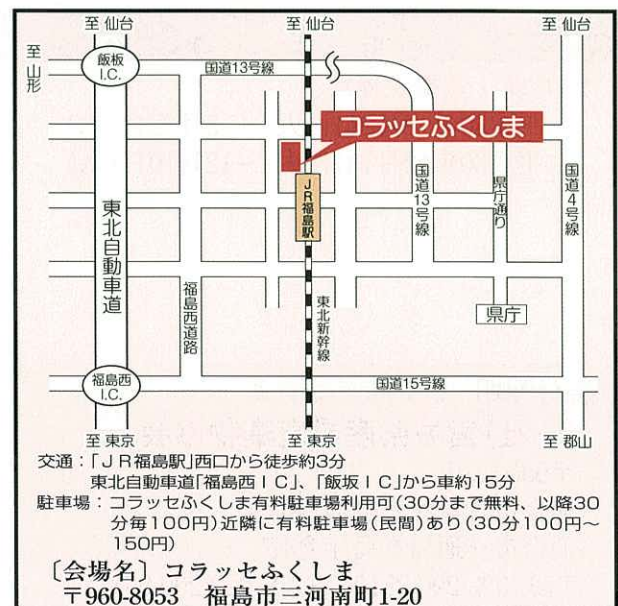 至 仙台
至 仙台
至 仙台
至 山形
飯板 I.C.
国道13号線
コラッセふくしま
JR福島駅
国道13号線
県庁通り
国道4号線
東北自動車道
福島西道路
東北新幹線
県庁
福島西 I.C.
国道15号線
至 東京
至 東京
至 郡山
交通：「ＪＲ福島駅」西口から徒歩約3分
東北自動車道「福島西ＩＣ」、「飯坂ＩＣ」から車約15分
駐車場：コラッセふくしま有料駐車場利用可(30分まで無料、以降30
分毎100円)近隣に有料駐車場(民間)あり(30分100円～
150円)
〔会場名〕コラッセふくしま
〒960-8053　福島市三河南町1-20